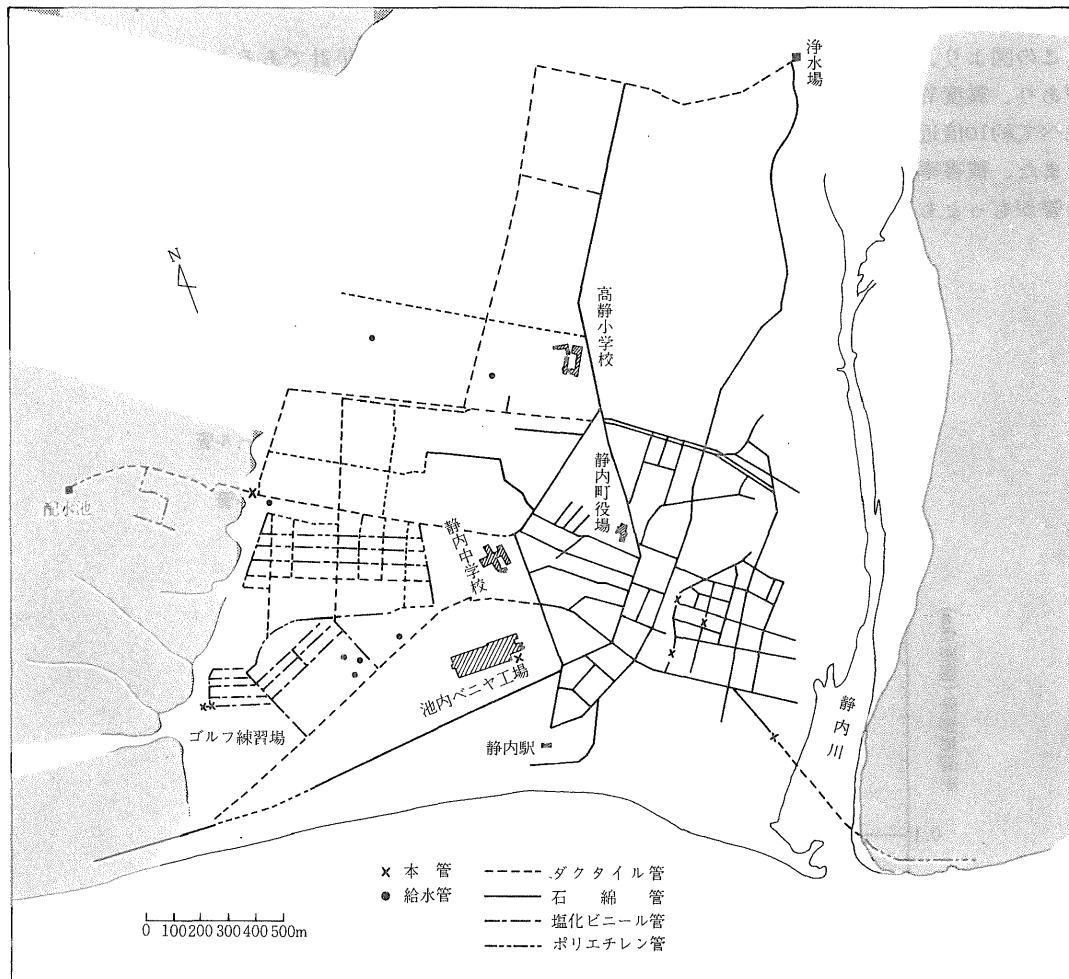 浄水場
N
高静小学校
静内町役場
配水池
静内中学校
池内ベニヤ工場
ゴルフ練習場
静内駅
静内川
× 本管
● 給水管
ダクタイル管
石綿管
塩化ビニール管
ポリエチレン管
0 100 200 300 400 500m